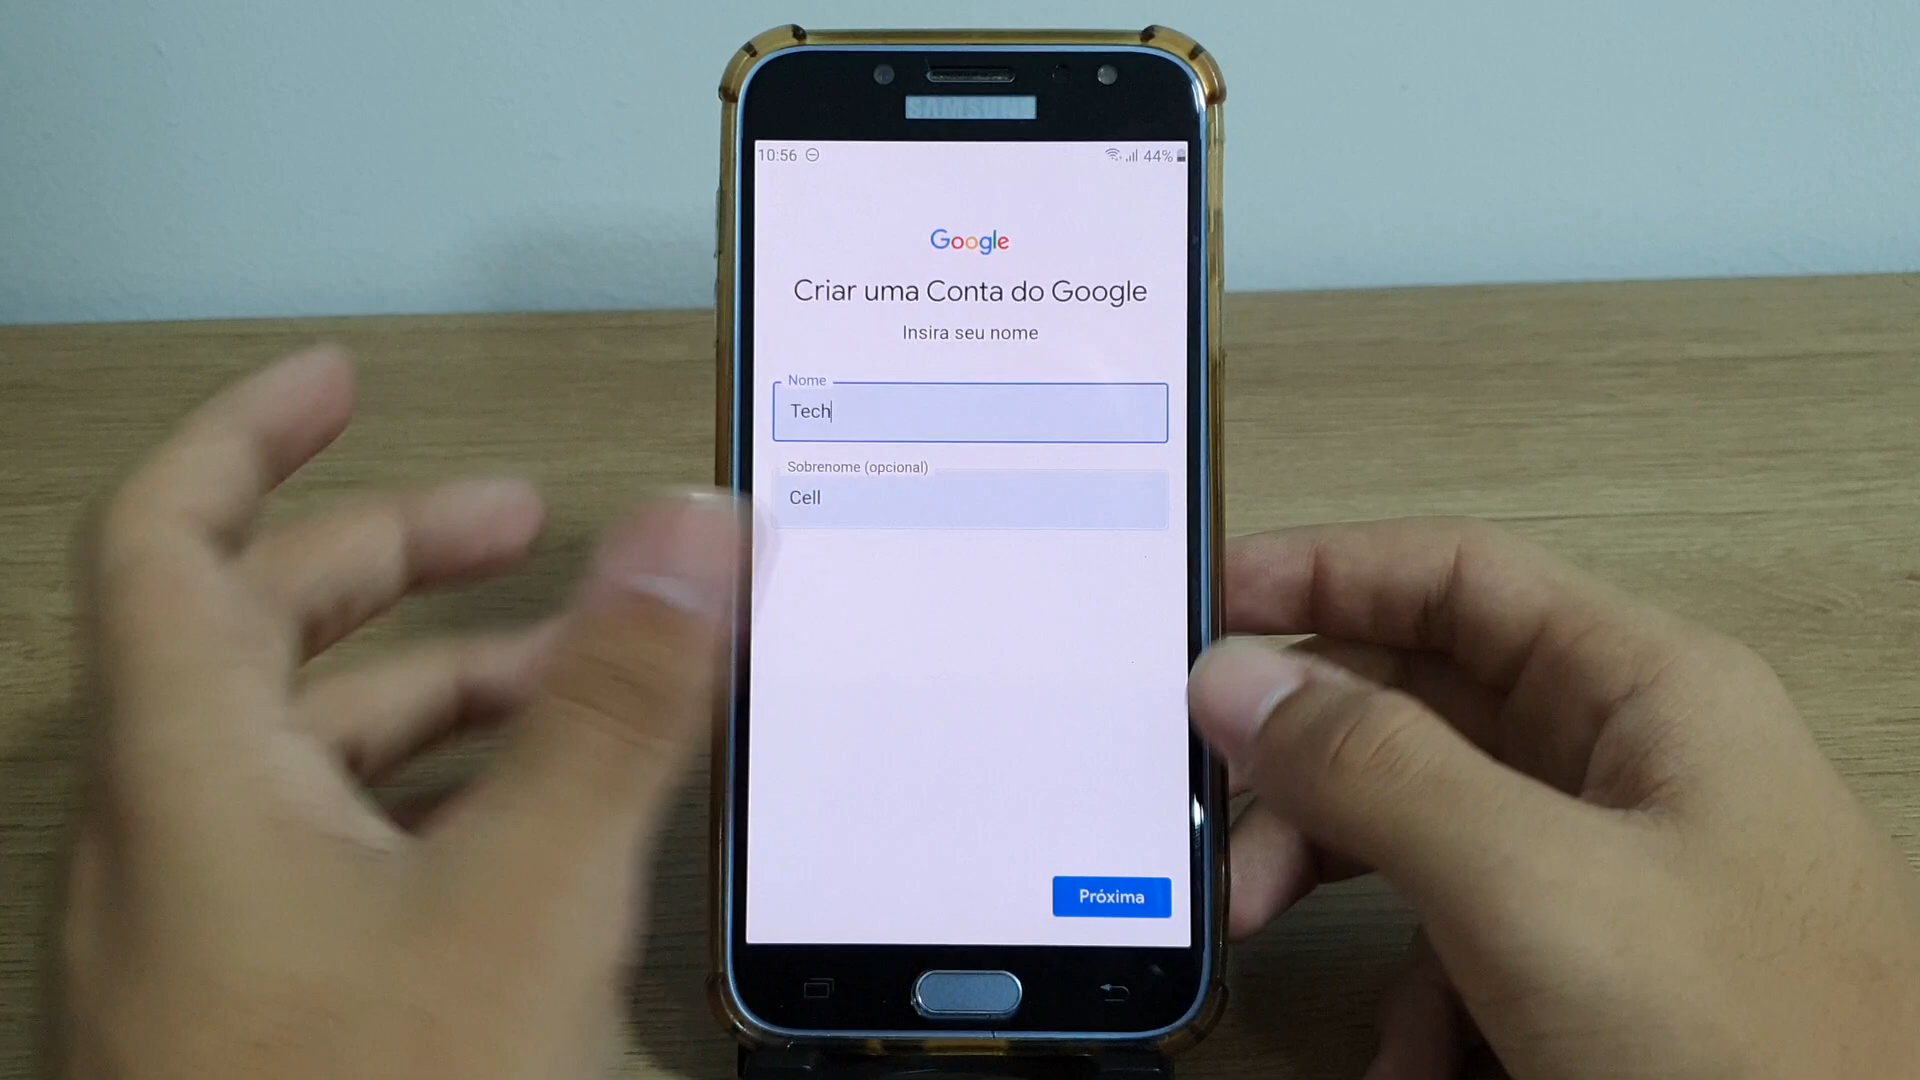 SAMSUNG
10:56 44%
Google
Criar uma Conta do Google
Insira seu nome
Nome
Tech
Sobrenome (opcional)
Cell
Próxima